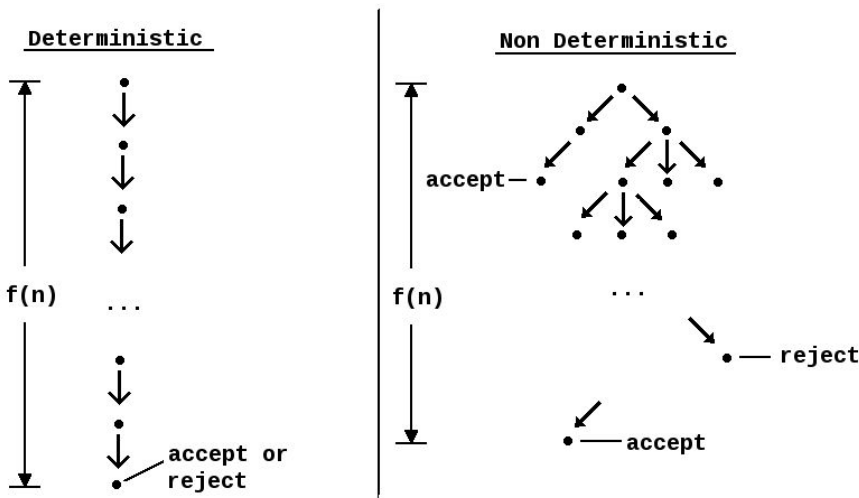 Deterministic
f(n)
...
accept or
reject
Non Deterministic
accept
f(n)
...
reject
accept